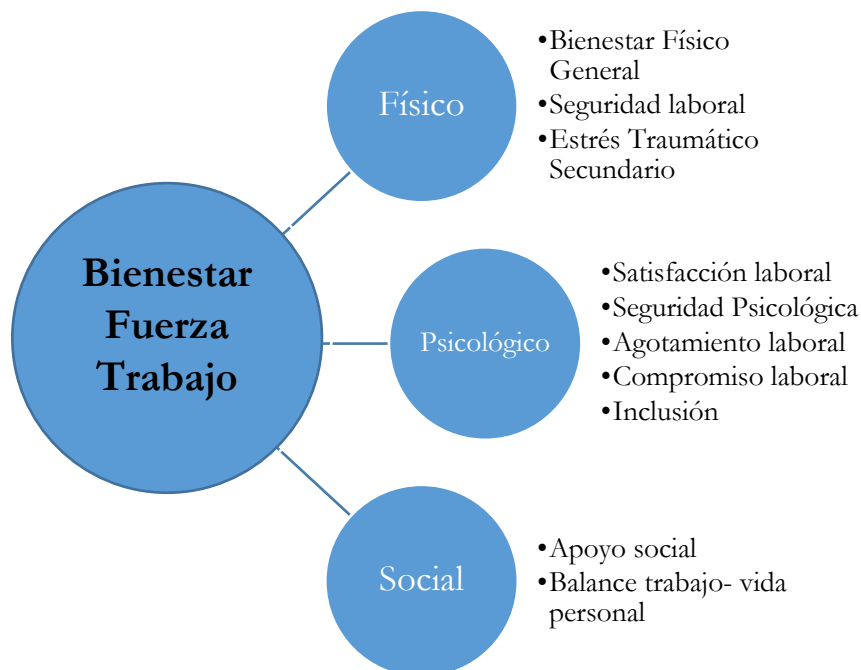 Bienestar
Fuerza
Trabajo
Físico
•Bienestar Físico
General
•Seguridad laboral
•Estrés Traumático
Secundario
Psicológico
•Satisfacción laboral
•Seguridad Psicológica
•Agotamiento laboral
•Compromiso laboral
•Inclusión
Social
•Apoyo social
•Balance trabajo- vida
personal